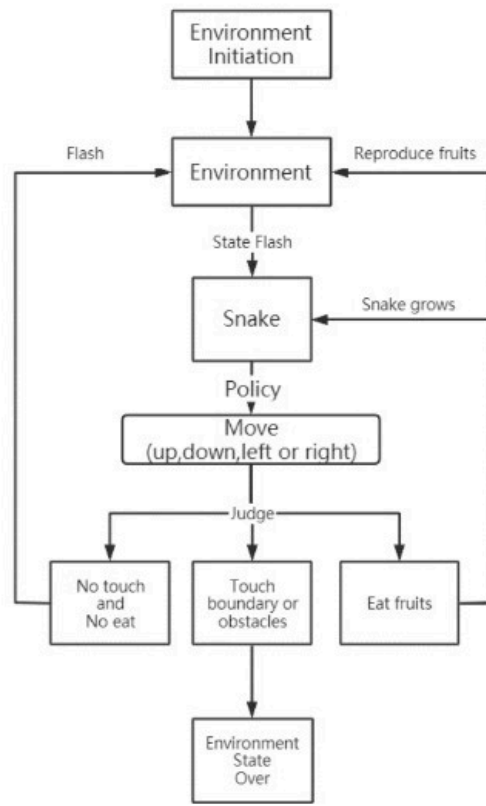 Environment
Initiation
Flash
Reproduce fruits
Environment
State Flash
Snake
Snake grows
Policy
Move
(up,down,left or right)
Judge
No touch
and
No eat
Touch
boundary or
obstacles
Eat fruits
Environment
State
Over